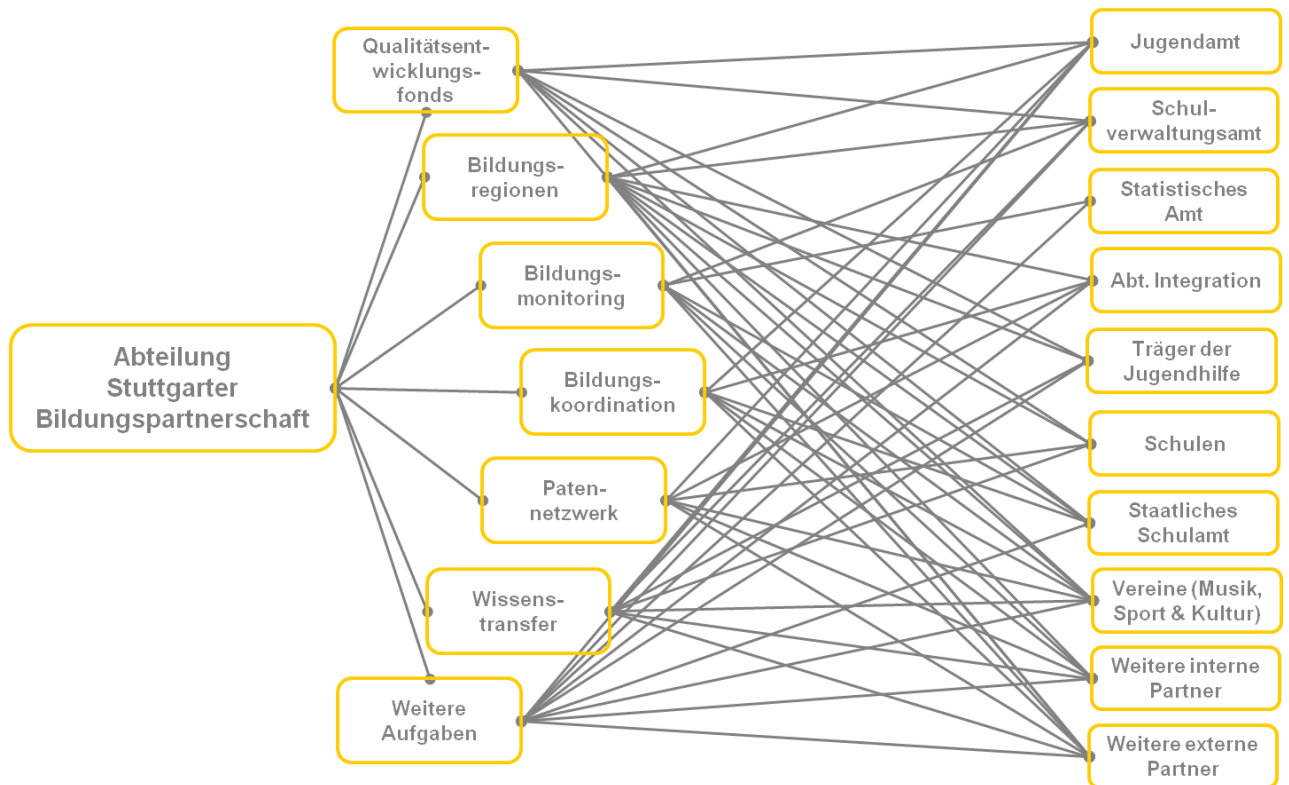 Abteilung
Stuttgarter
Bildungspartnerschaft
Qualitätsent-
wicklungs-
fonds
Bildungs-
regionen
Bildungs-
monitoring
Bildungs-
koordination
Paten-
netzwerk
Wissens-
transfer
Weitere
Aufgaben
Jugendamt
Schul-
verwaltungsamt
Statistisches
Amt
Abt. Integration
Träger der
Jugendhilfe
Schulen
Staatliches
Schulamt
Vereine (Musik,
Sport & Kultur)
Weitere interne
Partner
Weitere externe
Partner